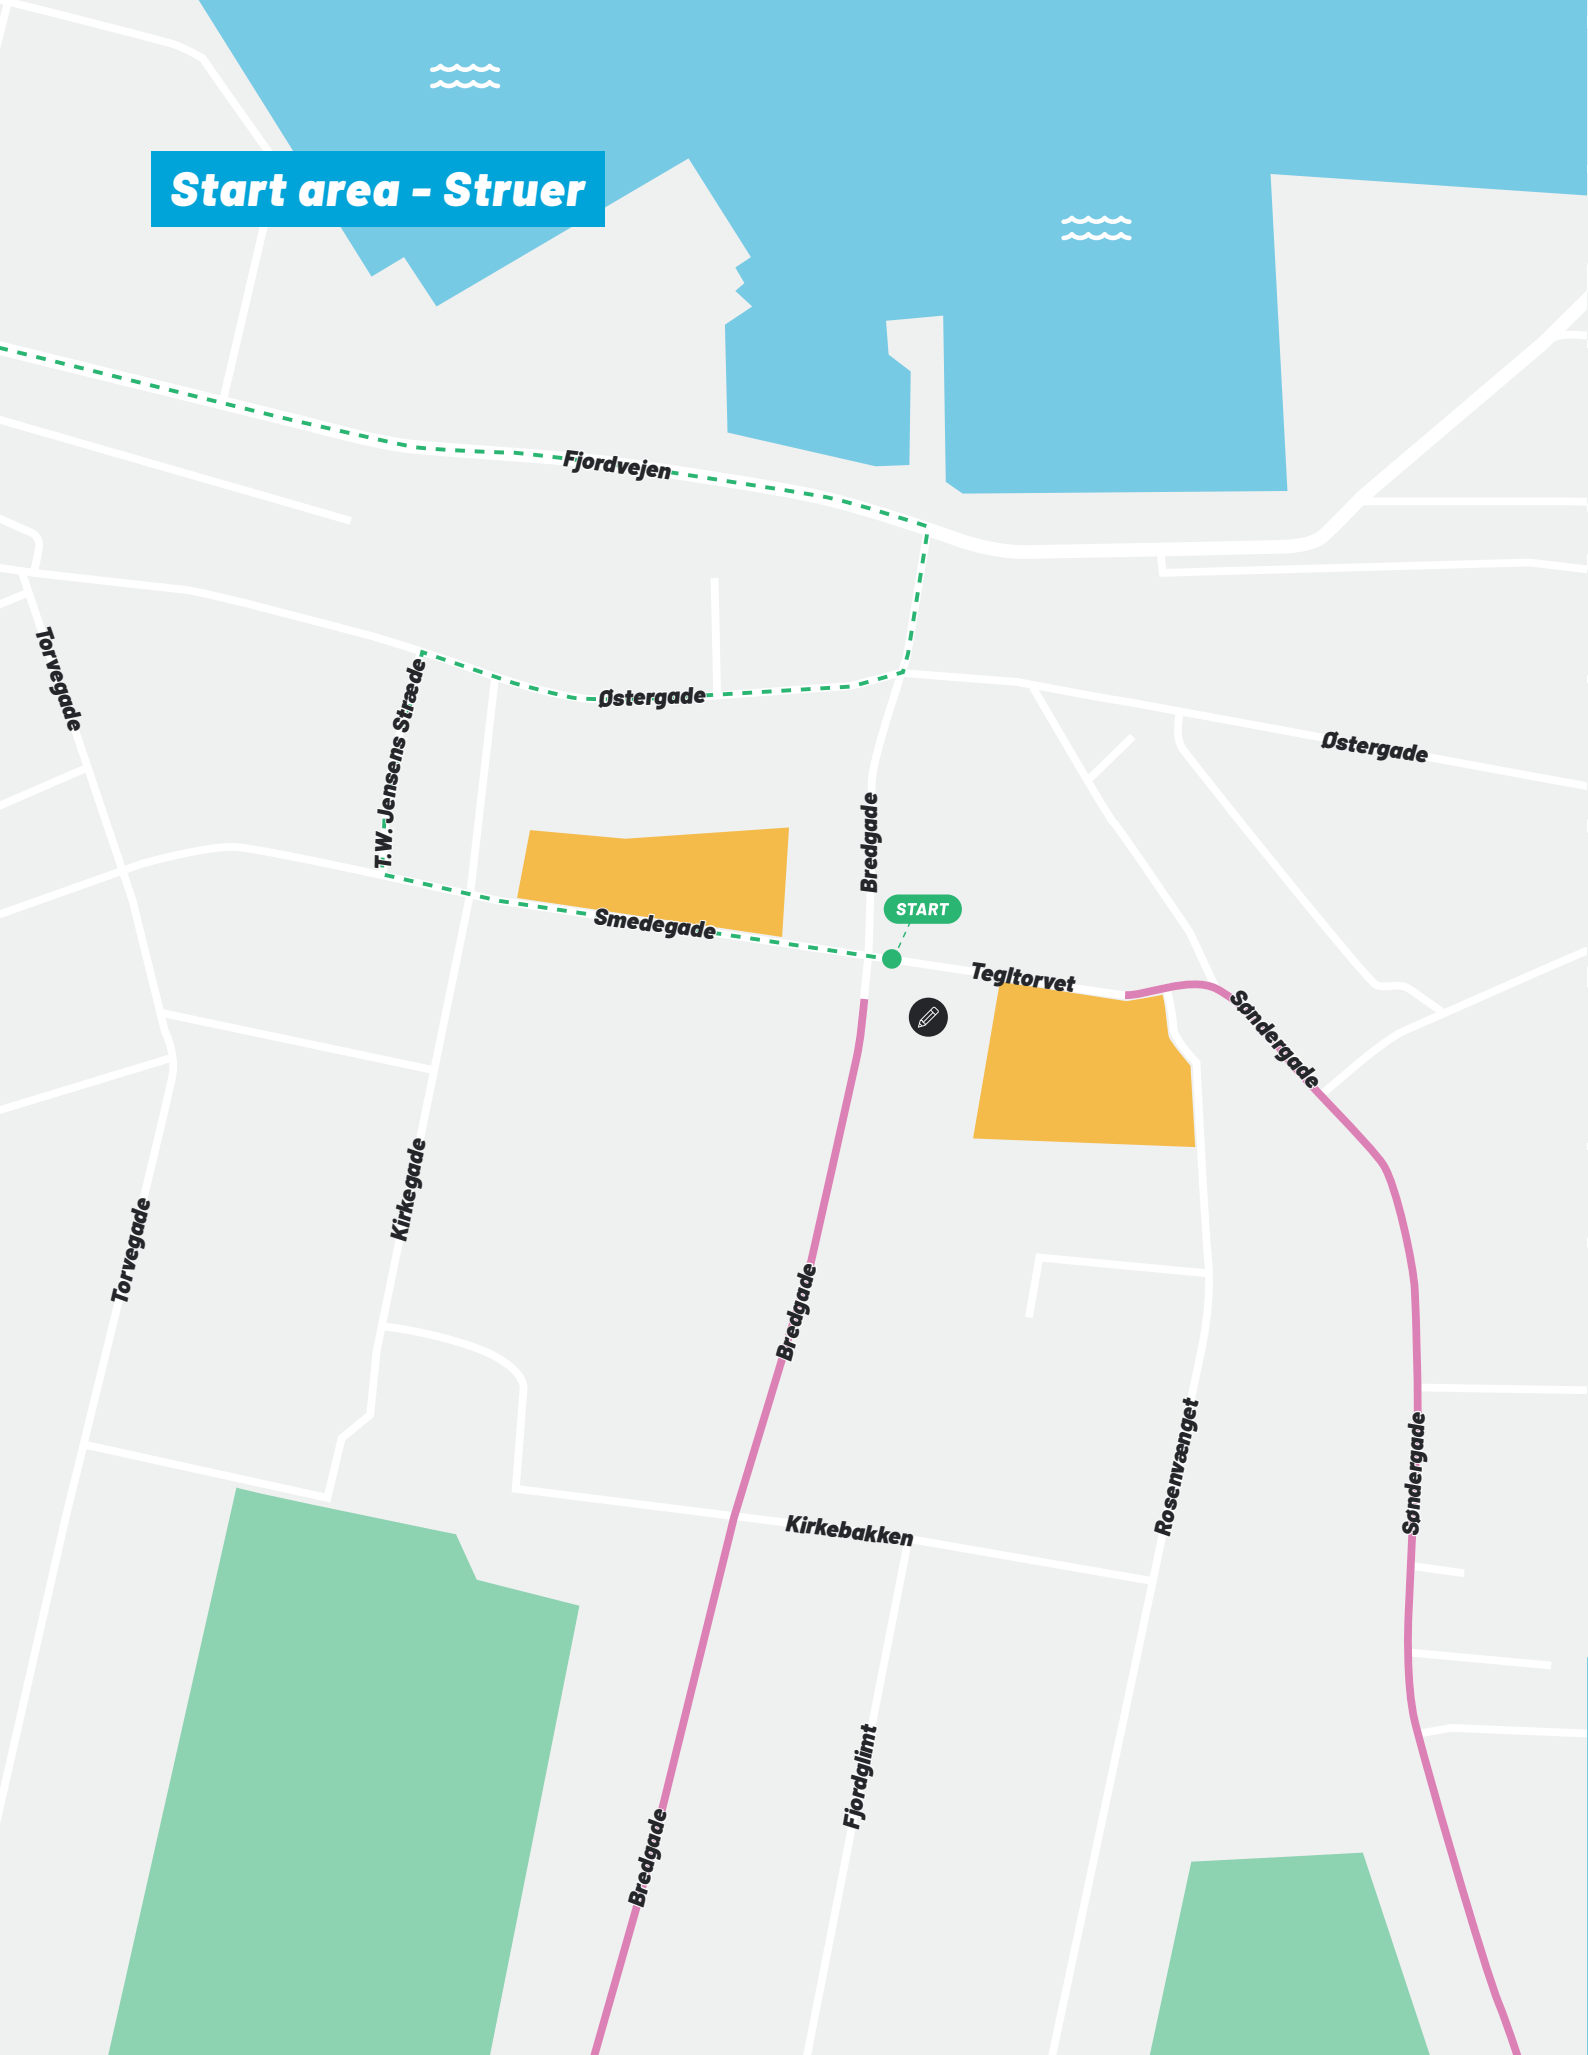 Start area - Struer
Fjordvejen
Torvegade
T.W. Jensens Stræde
Østergade
Østergade
Bredgade
START
Smedegade
Tegltorvet
Søndergade
Kirkegade
Torvegade
Bredgade
Rosenvænget
Søndergade
Kirkebakken
Fjordglimt
Bredgade